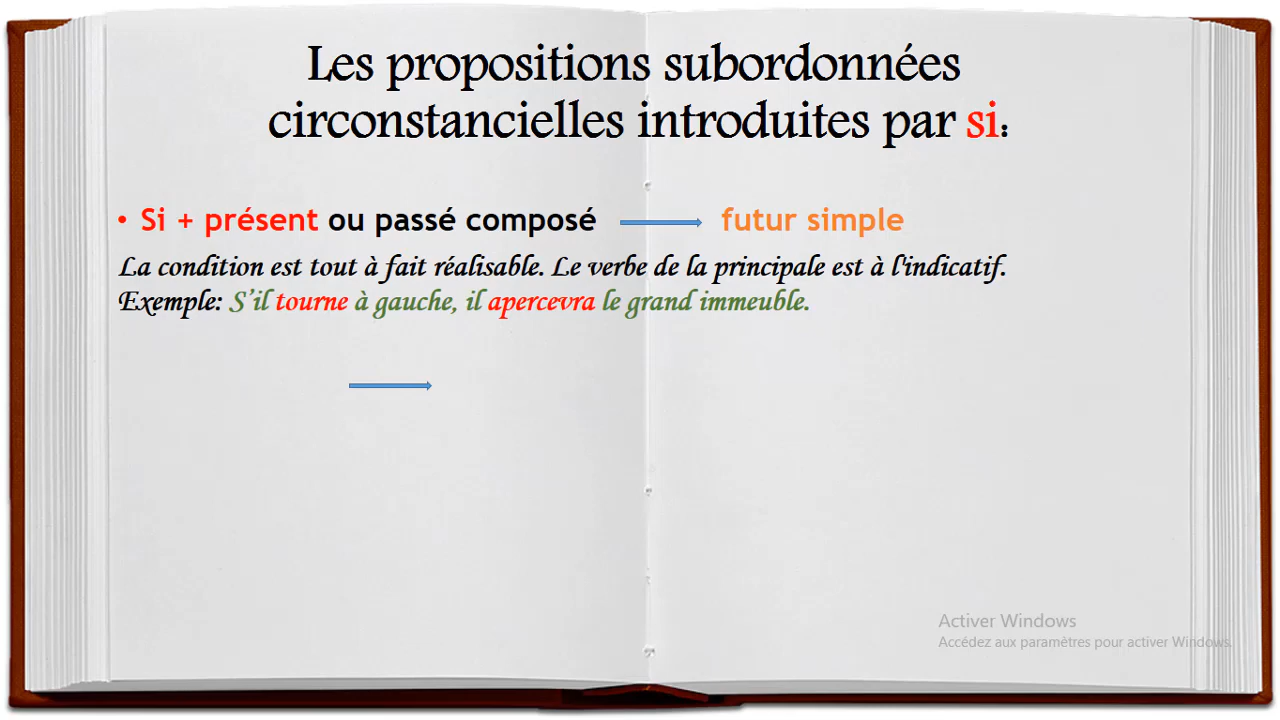 Les propositions subordonnées
circonstancielles introduites par si:
• Si + présent ou passé composé futur simple
La condition est tout à fait réalisable. Le verbe de la principale est à l'indicatif.
Exemple: S'il tourne à gauche, il apercevra le grand immeuble.
Activer Windows
Accédez aux paramètres pour activer Windows.